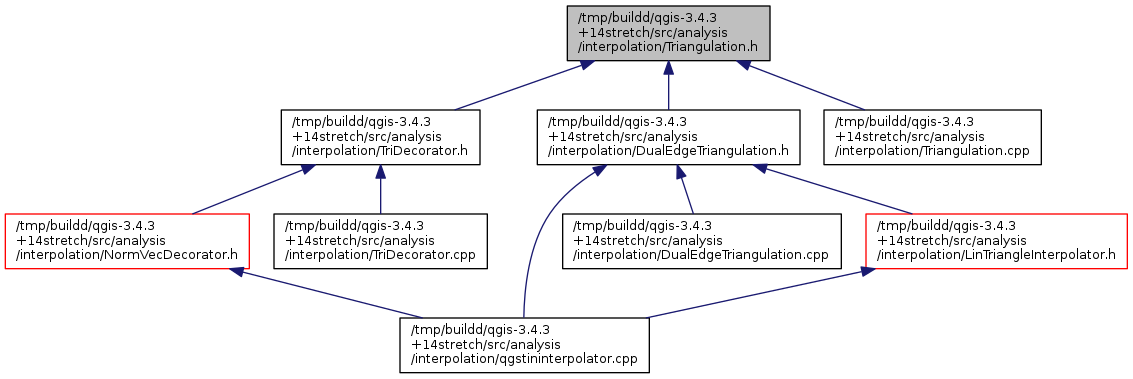 /tmp/buildd/qgis-3.4.3
+14stretch/src/analysis
/interpolation/Triangulation.h
/tmp/buildd/qgis-3.4.3
+14stretch/src/analysis
/interpolation/TriDecorator.h
/tmp/buildd/qgis-3.4.3
+14stretch/src/analysis
/interpolation/DualEdgeTriangulation.h
/tmp/buildd/qgis-3.4.3
+14stretch/src/analysis
/interpolation/Triangulation.cpp
/tmp/buildd/qgis-3.4.3
+14stretch/src/analysis
/interpolation/NormVecDecorator.h
/tmp/buildd/qgis-3.4.3
+14stretch/src/analysis
/interpolation/TriDecorator.cpp
/tmp/buildd/qgis-3.4.3
+14stretch/src/analysis
/interpolation/DualEdgeTriangulation.cpp
/tmp/buildd/qgis-3.4.3
+14stretch/src/analysis
/interpolation/LinTriangleInterpolator.h
/tmp/buildd/qgis-3.4.3
+14stretch/src/analysis
/interpolation/qgstininterpolator.cpp